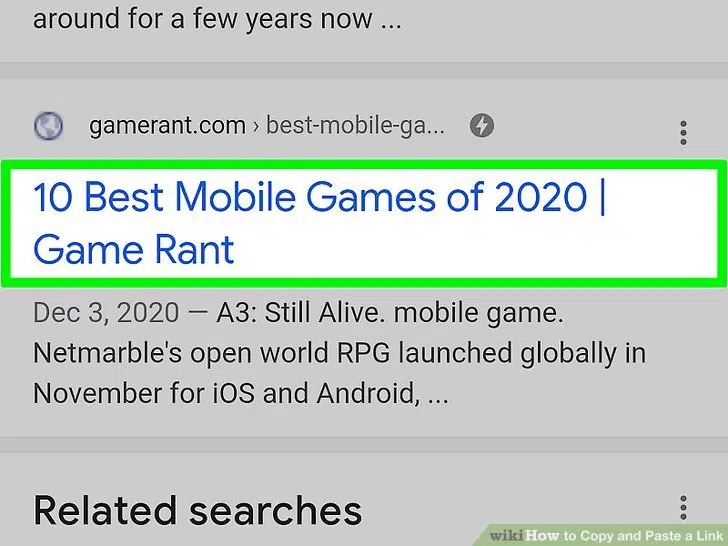 around for a few years now ...
gamerant.com › best-mobile-ga...
10 Best Mobile Games of 2020 |
Game Rant
Dec 3, 2020 — A3: Still Alive. mobile game.
Netmarble's open world RPG launched globally in
November for iOS and Android, ...
Related searches
wikiHow to Copy and Paste a Link